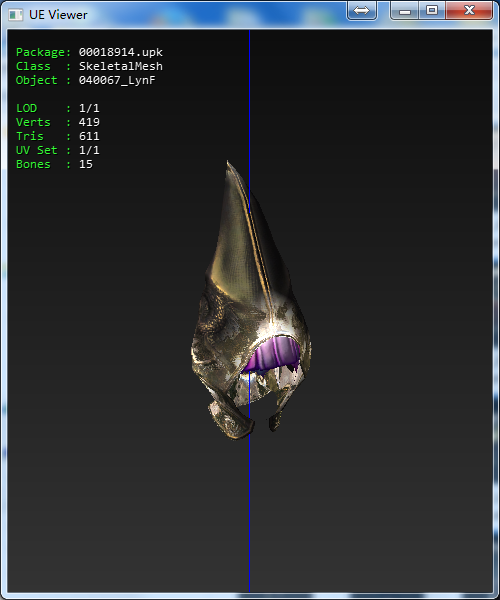 UE Viewer
Package: 00018914.upk
Class : SkeletalMesh
Object : 040067_LynF
LOD : 1/1
Verts : 419
Tris : 611
UV Set : 1/1
Bones : 15